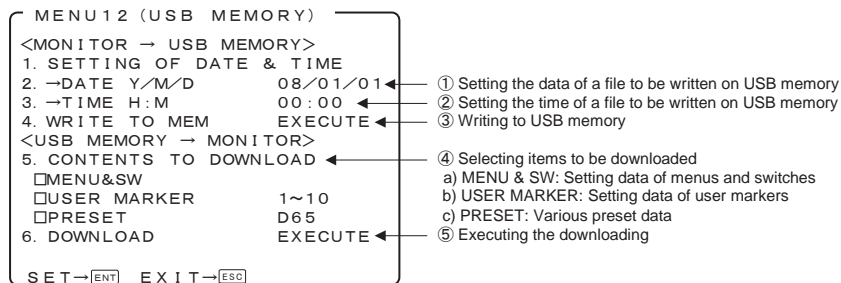 MENU12 (USB MEMORY)
<MONITOR → USB MEMORY>
1. SETTING OF DATE & TIME
2. →DATE Y/M/D 08/01/01 ① Setting the data of a file to be written on USB memory
3. →TIME H:M 00:00 ② Setting the time of a file to be written on USB memory
4. WRITE TO MEM EXECUTE ③ Writing to USB memory
<USB MEMORY → MONITOR>
5. CONTENTS TO DOWNLOAD ④ Selecting items to be downloaded
□MENU&SW a) MENU & SW: Setting data of menus and switches
□USER MARKER 1~10 b) USER MARKER: Setting data of user markers
□PRESET D65 c) PRESET: Various preset data
6. DOWNLOAD EXECUTE ⑤ Executing the downloading
SET→ENT EXIT→ESC